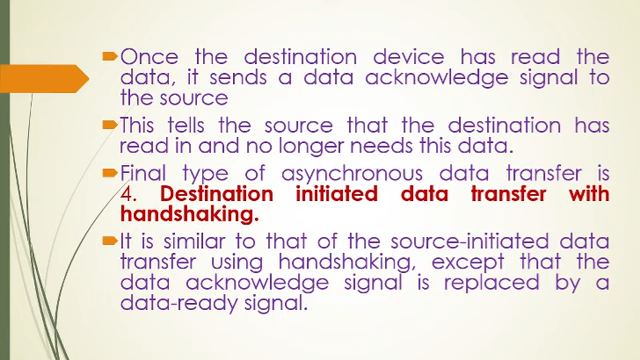 Once the destination device has read the
data, it sends a data acknowledge signal to
the source
This tells the source that the destination has
read in and no longer needs this data.
Final type of asynchronous data transfer is
4. Destination initiated data transfer with
handshaking.
It is similar to that of the source-initiated data
transfer using handshaking, except that the
data acknowledge signal is replaced by a
data-ready signal.